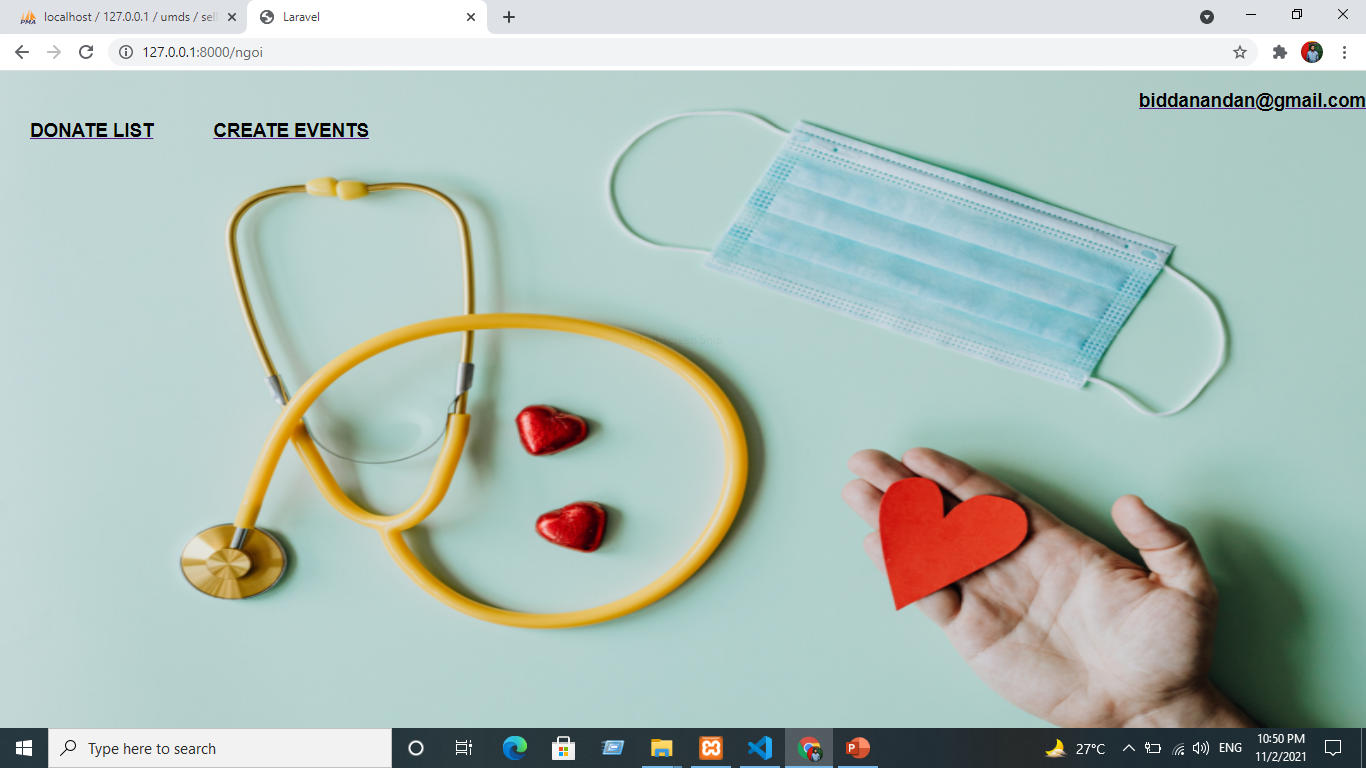 localhost / 127.0.0.1 / umds / sell
Laravel
127.0.0.1:8000/ngoi
biddanandan@gmail.com
DONATE LIST
CREATE EVENTS
Type here to search
27°C
ENG
10:50 PM
11/2/2021